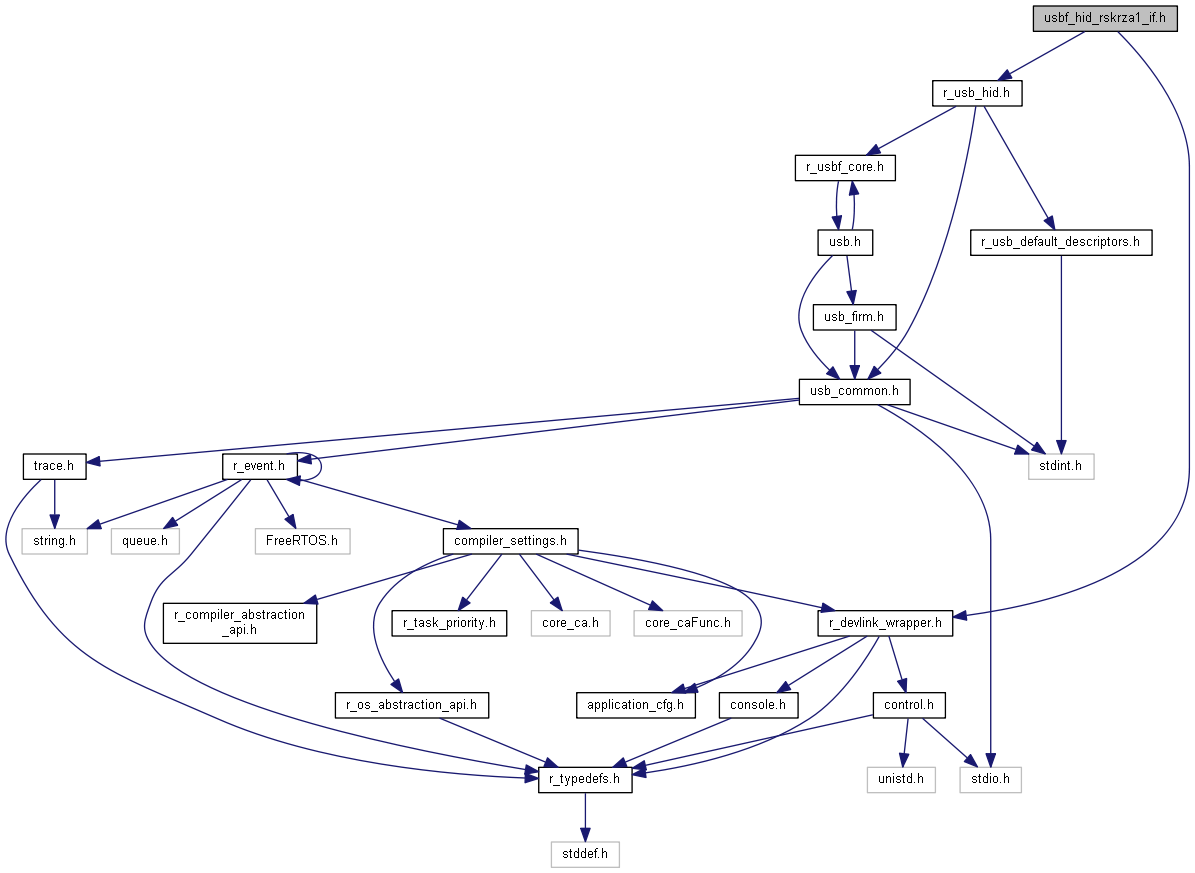 usbf_hid_rskrza1_if.h
r_usb_hid.h
r_usbf_core.h
usb.h
r_usb_default_descriptors.h
usb_firm.h
usb_common.h
trace.h
r_event.h
stdint.h
string.h
queue.h
FreeRTOS.h
compiler_settings.h
r_compiler_abstraction
_api.h
r_task_priority.h
core_ca.h
core_caFunc.h
r_devlink_wrapper.h
r_os_abstraction_api.h
application_cfg.h
console.h
control.h
r_typedefs.h
unistd.h
stdio.h
stddef.h